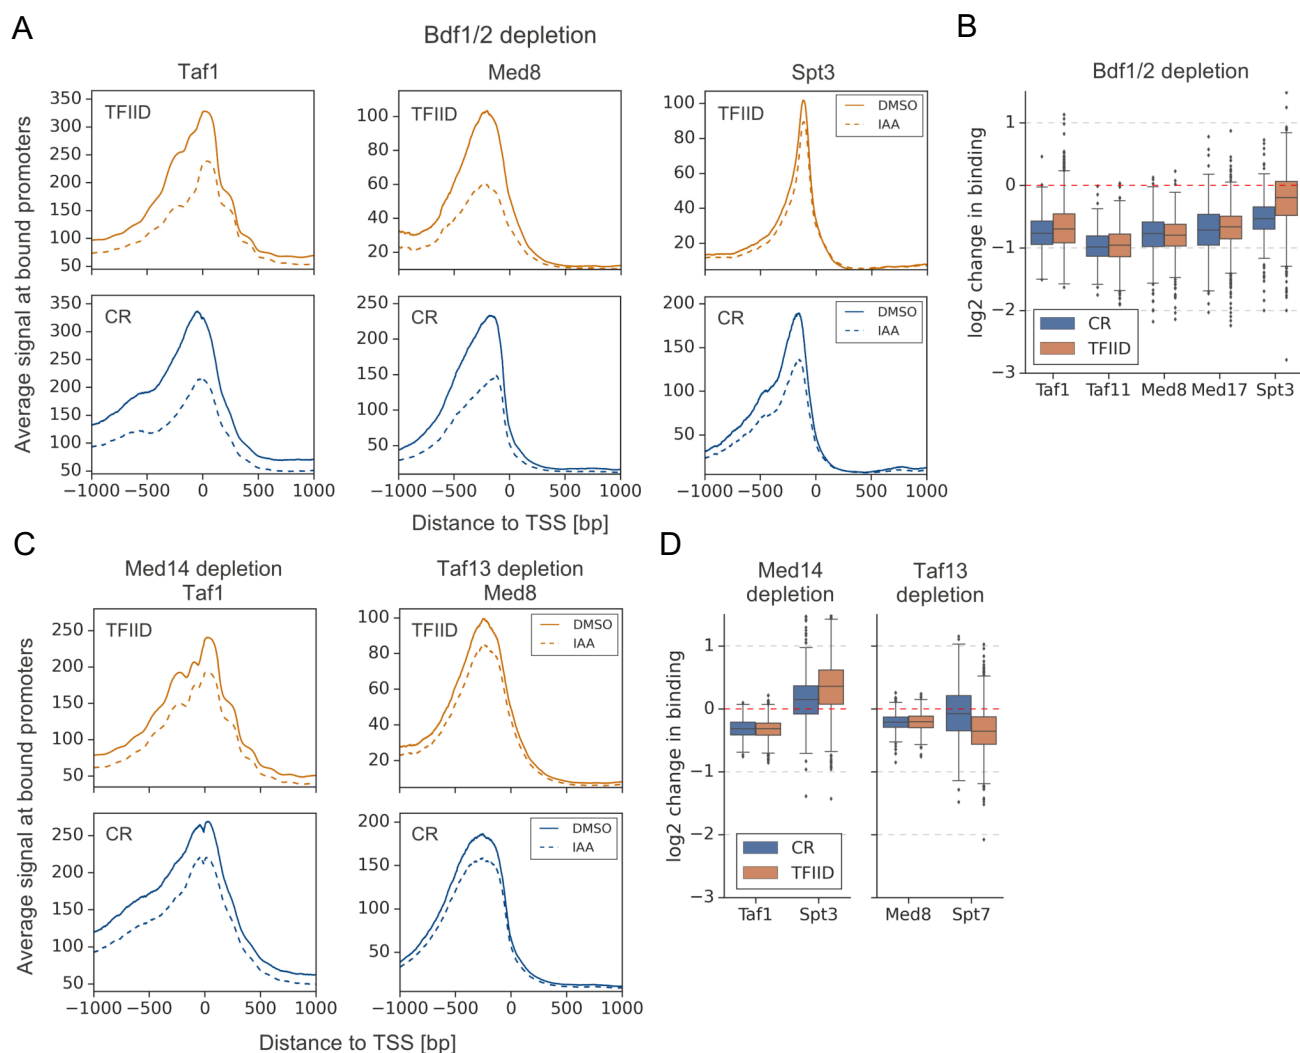 A
Bdf1/2 depletion
Taf1
Med8
Spt3
Average signal at bound promoters
350
300
250
200
150
100
50
TFIID
100
80
60
40
20
TFIID
100
80
60
40
20
TFIID
DMSO
IAA
350
300
250
200
150
100
50
CR
250
200
150
100
50
CR
200
150
100
50
CR
DMSO
IAA
−1000 −500 0 500 1000
−1000 −500 0 500 1000
−1000 −500 0 500 1000
Distance to TSS [bp]
B
Bdf1/2 depletion
log2 change in binding
1
0
−1
−2
−3
CR
TFIID
Taf1 Taf11 Med8 Med17 Spt3
C
Med14 depletion
Taf1
Taf13 depletion
Med8
Average signal at bound promoters
250
200
150
100
50
TFIID
100
80
60
40
20
TFIID
DMSO
IAA
250
200
150
100
50
CR
200
150
100
50
CR
DMSO
IAA
−1000 −500 0 500 1000
−1000 −500 0 500 1000
Distance to TSS [bp]
D
Med14
depletion
Taf13
depletion
log2 change in binding
1
0
−1
−2
−3
CR
TFIID
Taf1 Spt3
Med8 Spt7